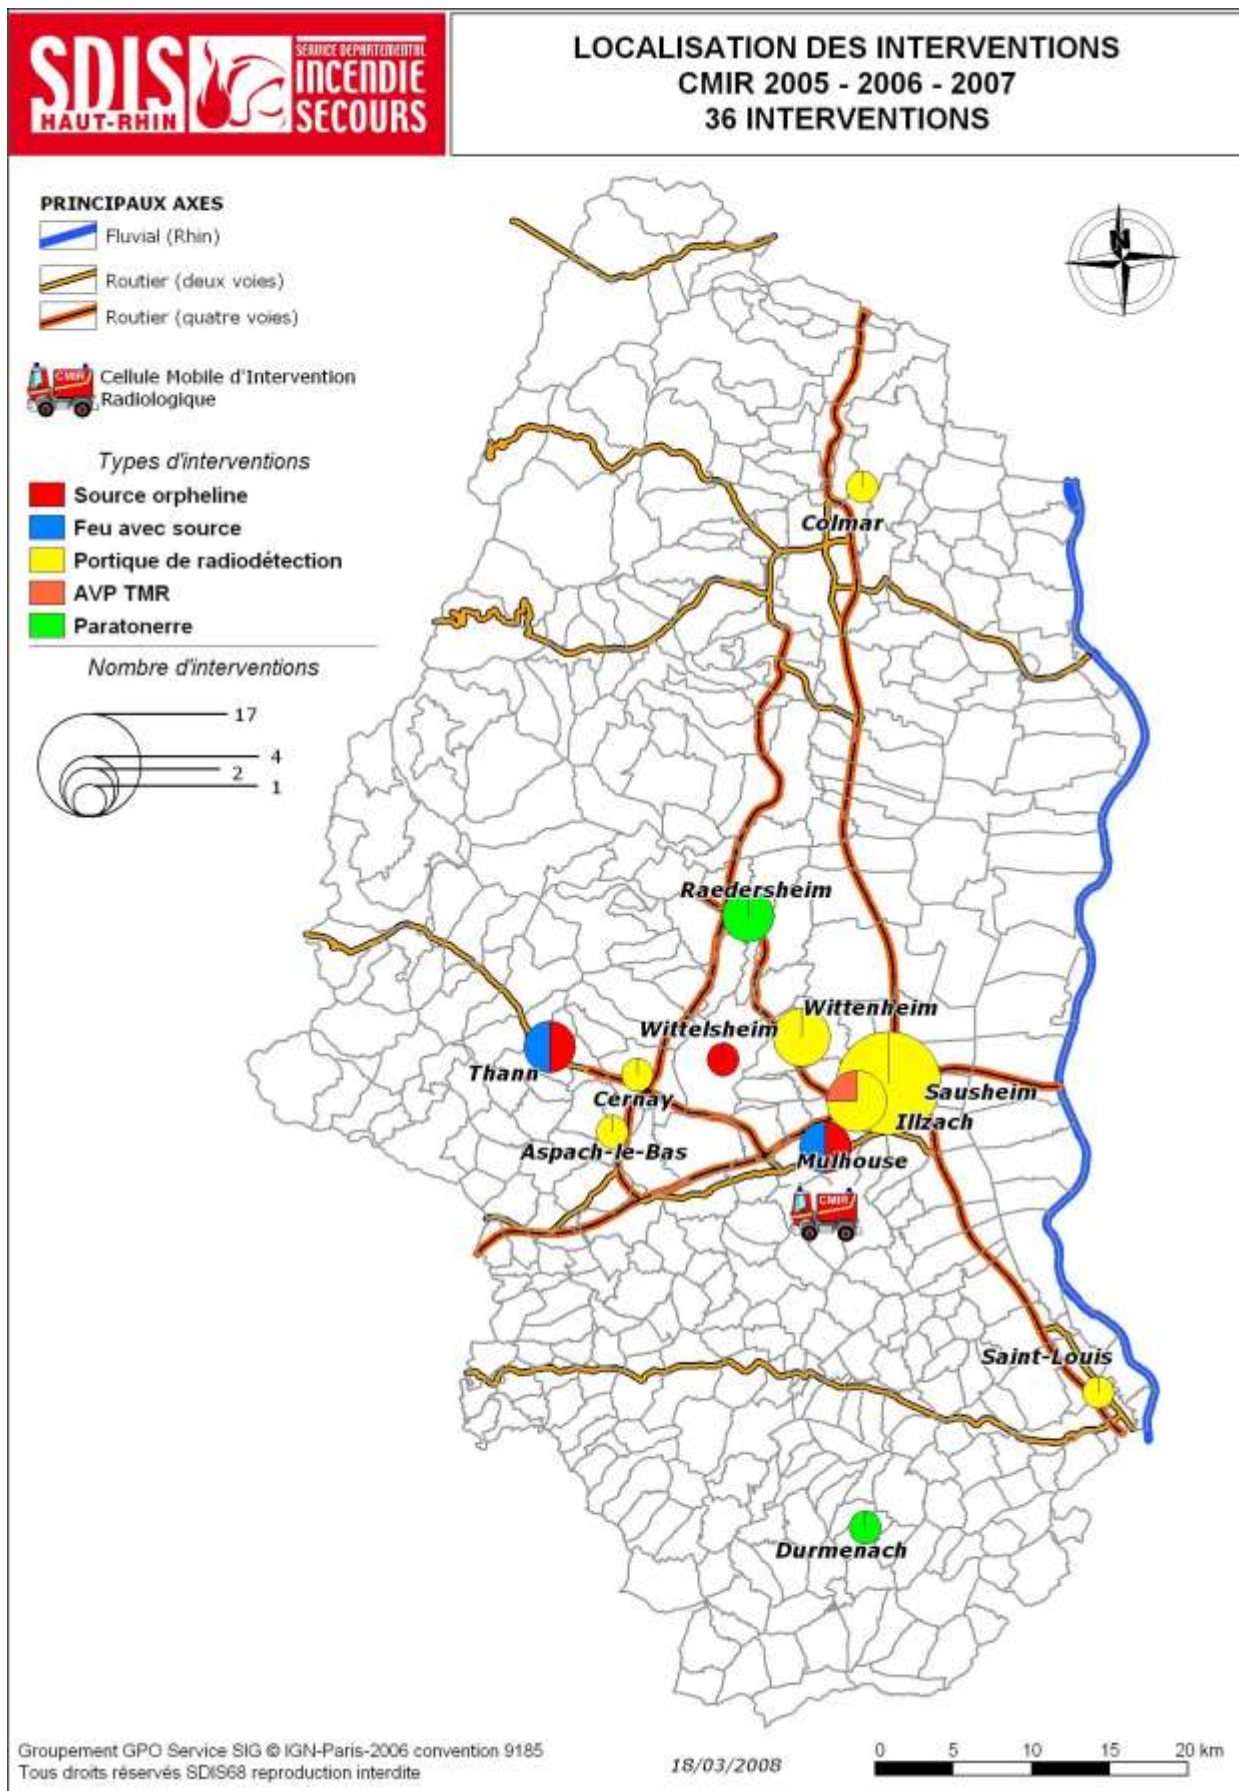 SDIS
HAUT-RHIN
SERVICE DEPARTEMENTAL
INCENDIE
SECOURS
LOCALISATION DES INTERVENTIONS
CMIR 2005 - 2006 - 2007
36 INTERVENTIONS
PRINCIPAUX AXES
Fluvial (Rhin)
Routier (deux voies)
Routier (quatre voies)
CMIR
Cellule Mobile d'Intervention
Radiologique
Types d'interventions
Source orpheline
Feu avec source
Portique de radiodétection
AVP TMR
Paratonerre
Nombre d'interventions
17
4
2
1
N
Colmar
Raedersheim
Wittenheim
Wittelsheim
Thann
Cernay
Sausheim
Illzach
Aspach-le-Bas
Mulhouse
CMIR
Saint-Louis
Durmenach
Groupement GPO Service SIG © IGN-Paris-2006 convention 9185
Tous droits réservés SDIS68 reproduction interdite
18/03/2008
0 5 10 15 20 km